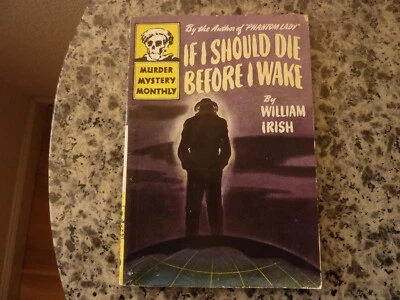 By the Author of "PHANTOM LADY"
IF I SHOULD DIE
BEFORE I WAKE
By
WILLIAM
IRISH
MURDER
MYSTERY
MONTHLY